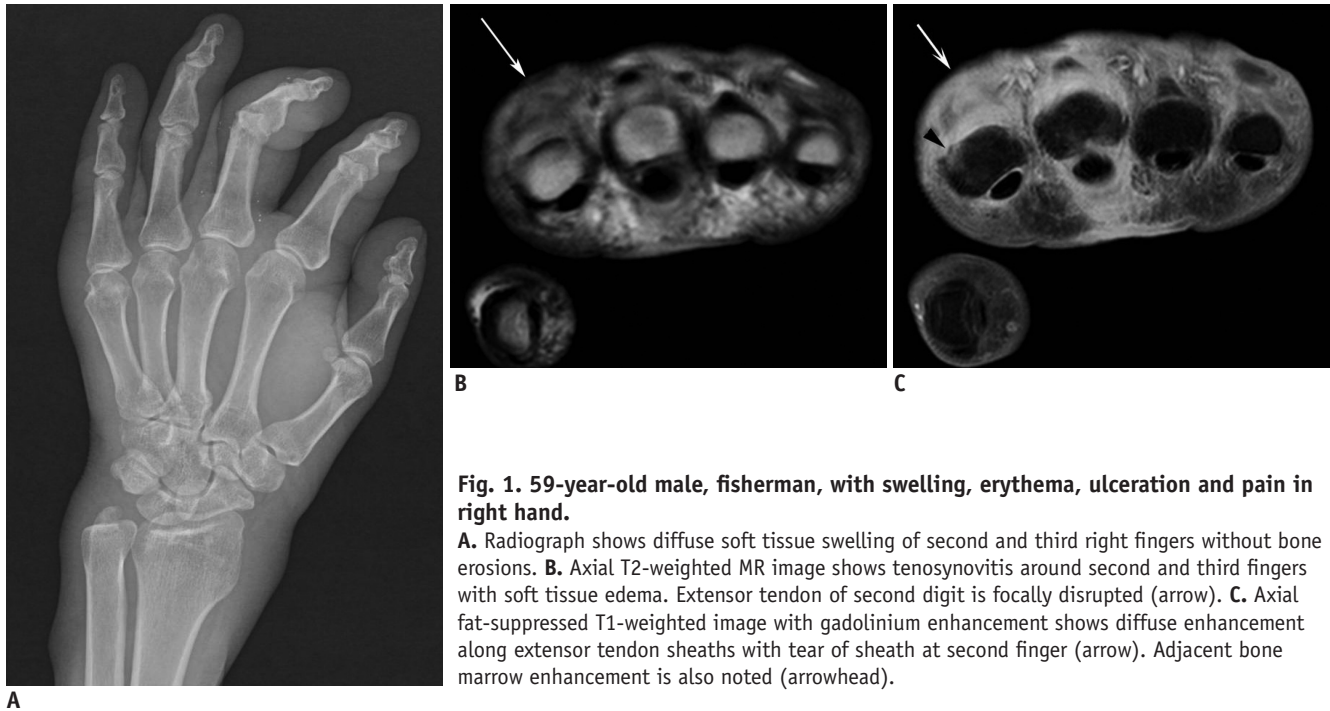 A
B
C
Fig. 1. 59-year-old male, fisherman, with swelling, erythema, ulceration and pain in
right hand.
A. Radiograph shows diffuse soft tissue swelling of second and third right fingers without bone
erosions. B. Axial T2-weighted MR image shows tenosynovitis around second and third fingers
with soft tissue edema. Extensor tendon of second digit is focally disrupted (arrow). C. Axial
fat-suppressed T1-weighted image with gadolinium enhancement shows diffuse enhancement
along extensor tendon sheaths with tear of sheath at second finger (arrow). Adjacent bone
marrow enhancement is also noted (arrowhead).